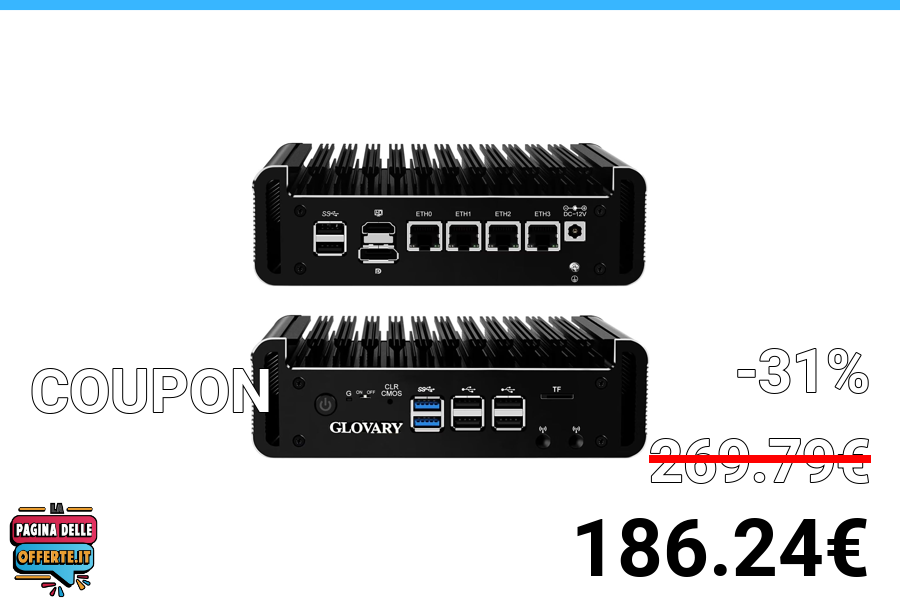 SS
ETH0 ETH1 ETH2 ETH3
DC-12V
COUPON
-31%
G ON OFF
CLR
CMOS
SS
TF
GLOVARY
269.79€
186.24€
LA
PAGINA DELLE
OFFERTE.IT